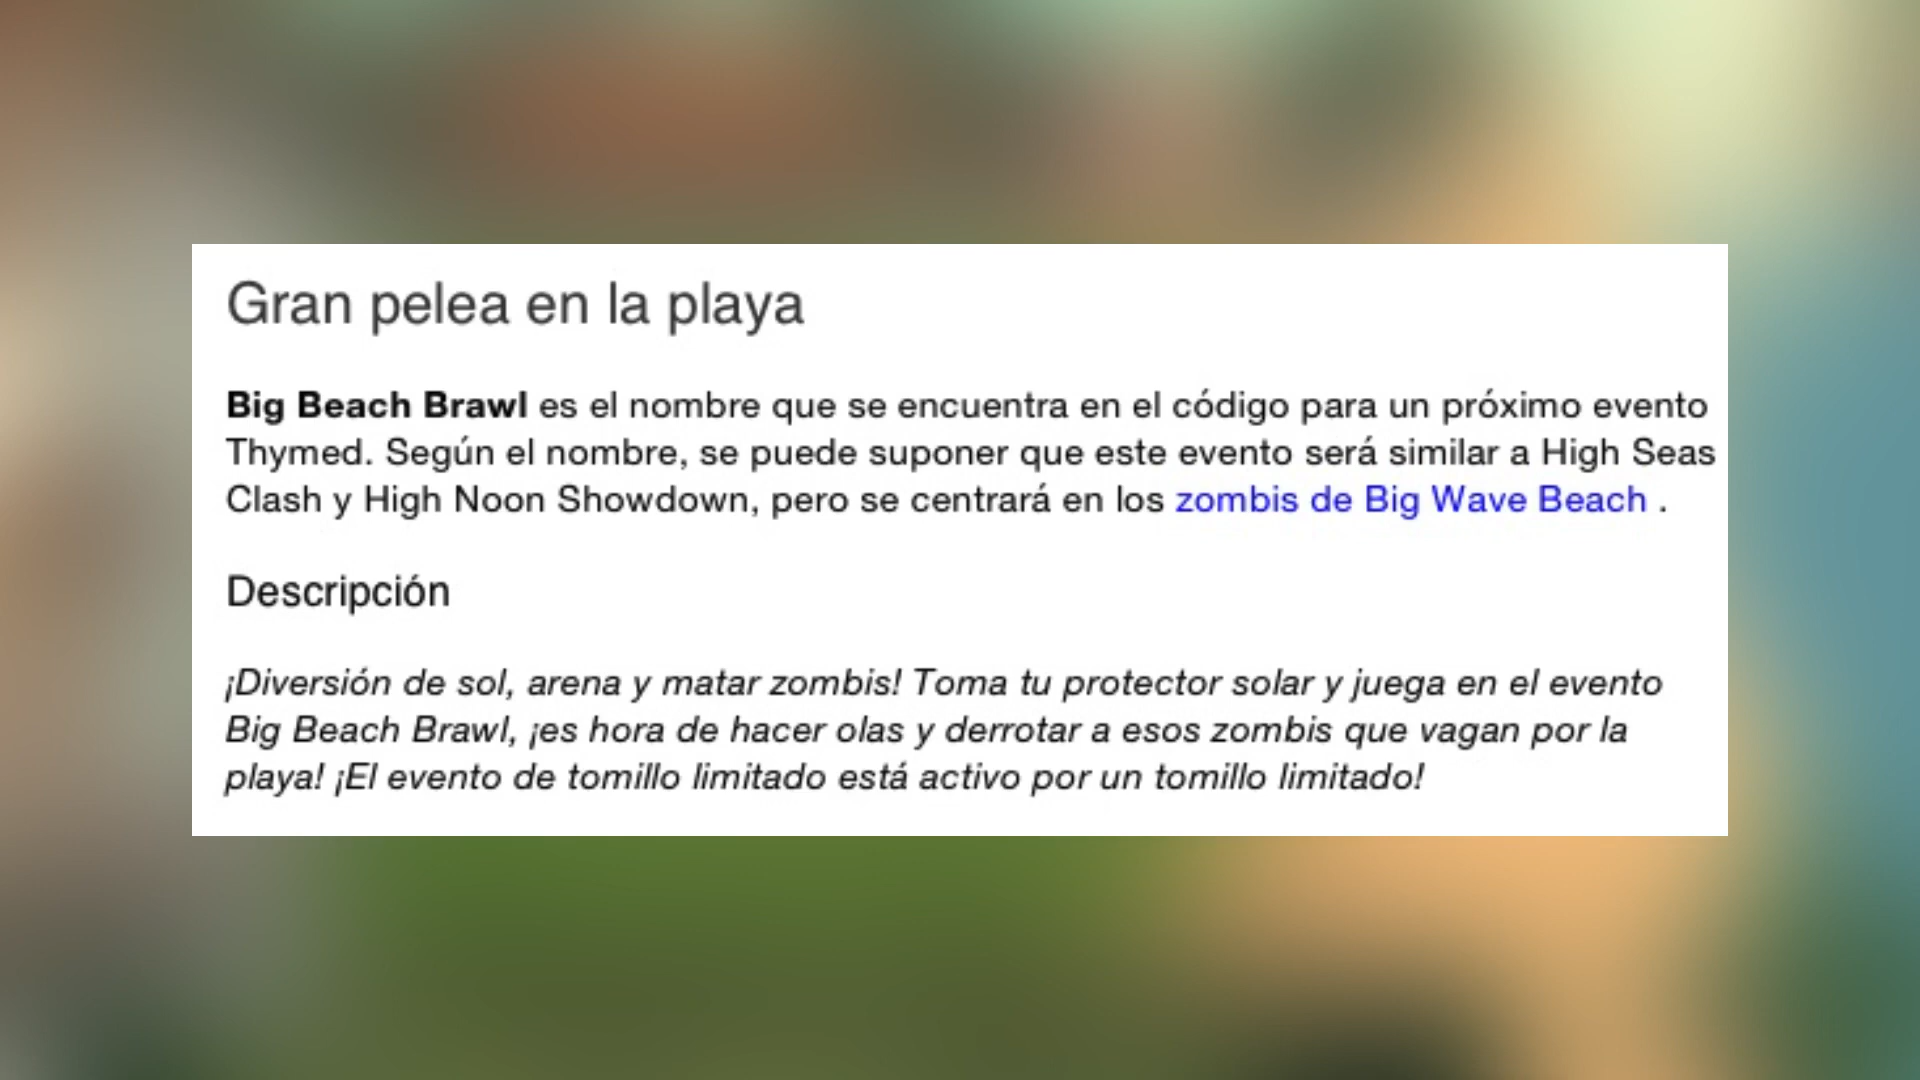 Gran pelea en la playa
Big Beach Brawl es el nombre que se encuentra en el código para un próximo evento
Thymed. Según el nombre, se puede suponer que este evento será similar a High Seas
Clash y High Noon Showdown, pero se centrará en los zombis de Big Wave Beach .
Descripción
¡Diversión de sol, arena y matar zombis! Toma tu protector solar y juega en el evento
Big Beach Brawl, ¡es hora de hacer olas y derrotar a esos zombis que vagan por la
playa! ¡El evento de tomillo limitado está activo por un tomillo limitado!